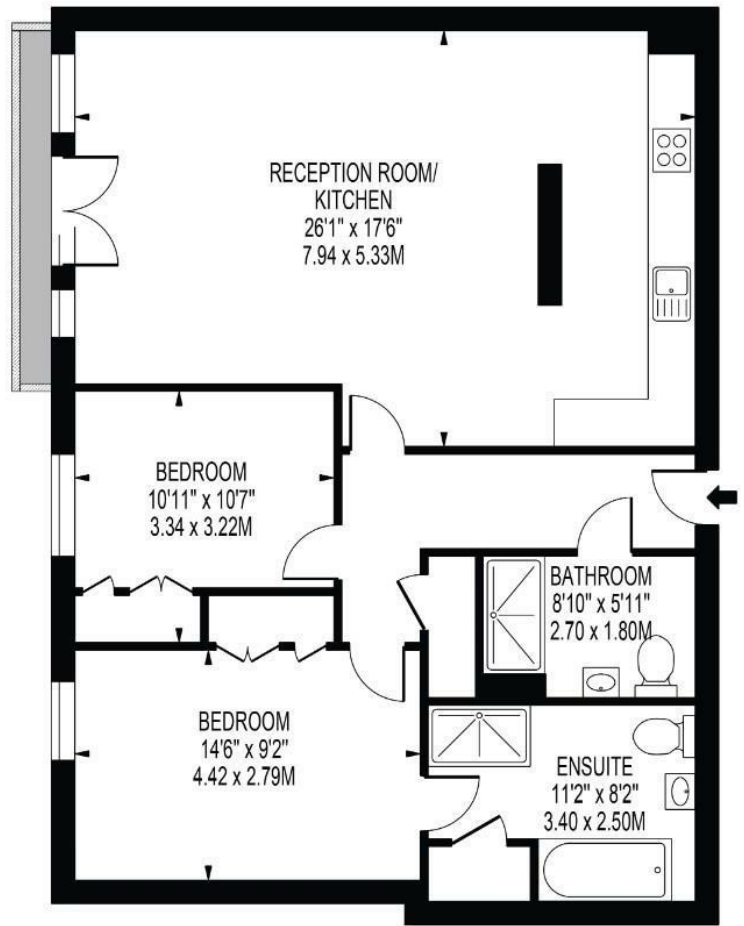 RECEPTION ROOM/
KITCHEN
26'1" x 17'6"
7.94 x 5.33M
BEDROOM
10'11" x 10'7"
3.34 x 3.22M
BATHROOM
8'10" x 5'11"
2.70 x 1.80M
BEDROOM
14'6" x 9'2"
4.42 x 2.79M
ENSUITE
11'2" x 8'2"
3.40 x 2.50M